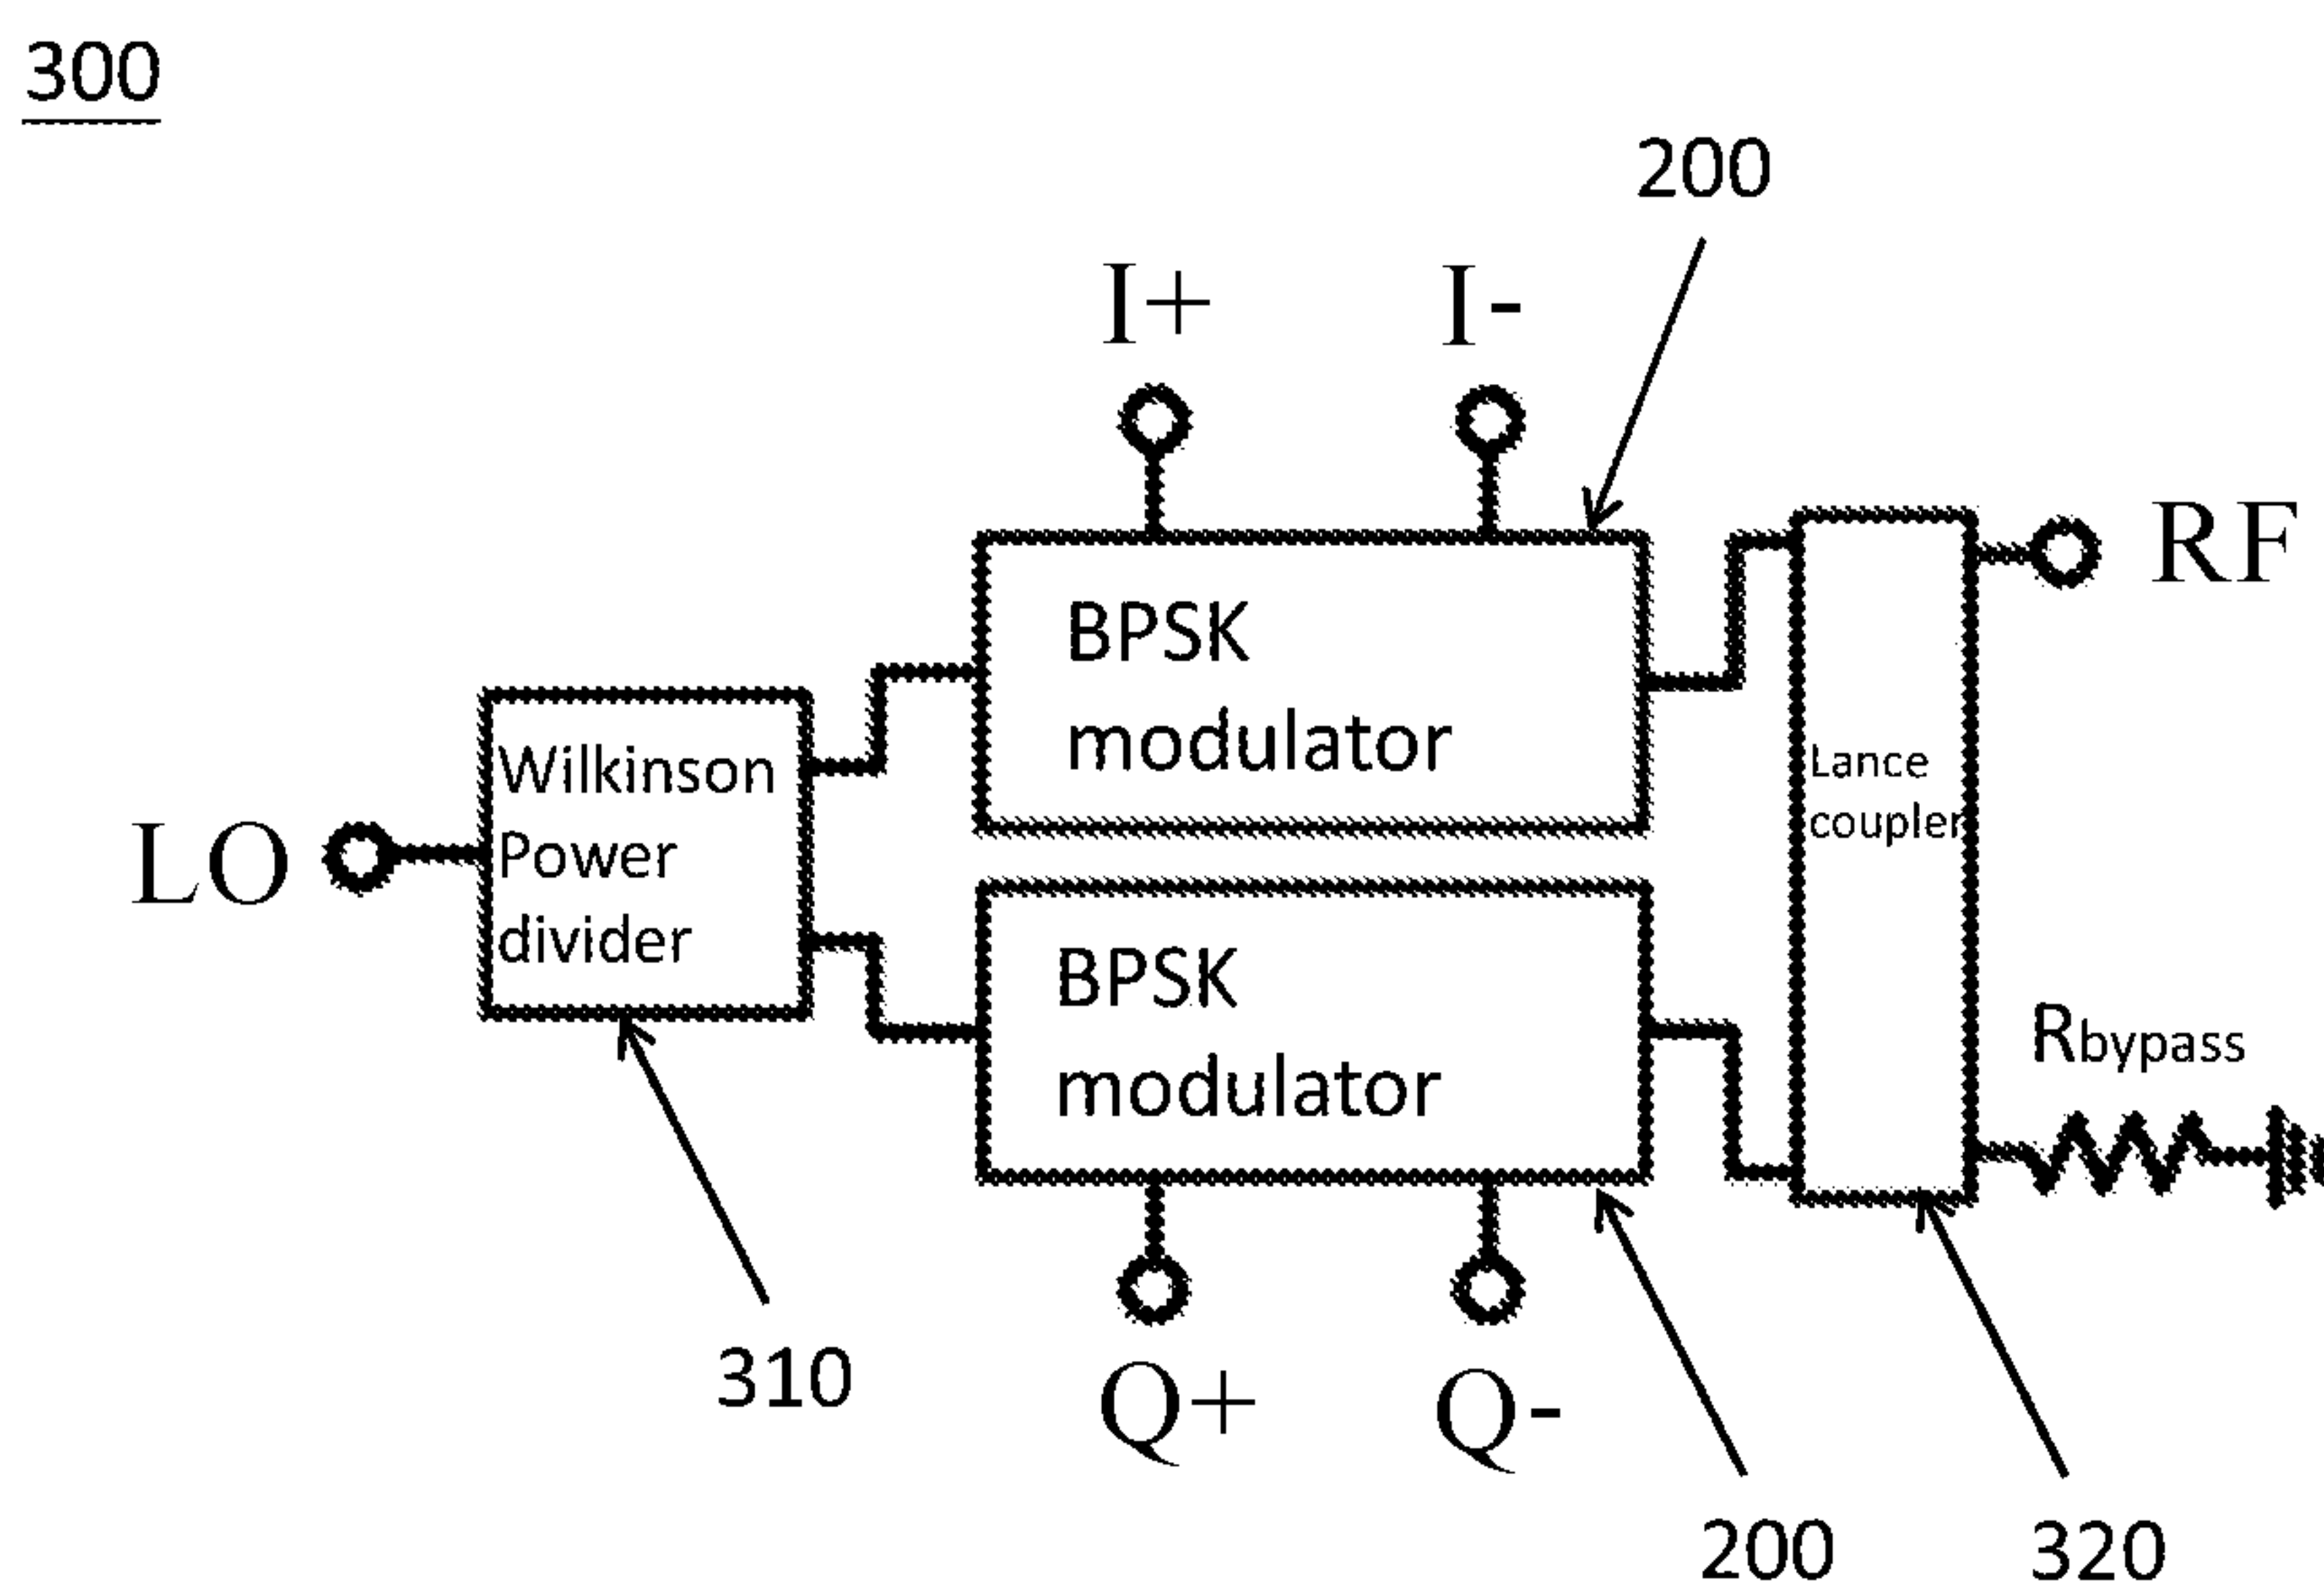 300
200
I+
I-
RF
BPSK
modulator
Wilkinson
Power
divider
Lance
coupler
LO
BPSK
modulator
Rbypass
310
Q+
Q-
200
320